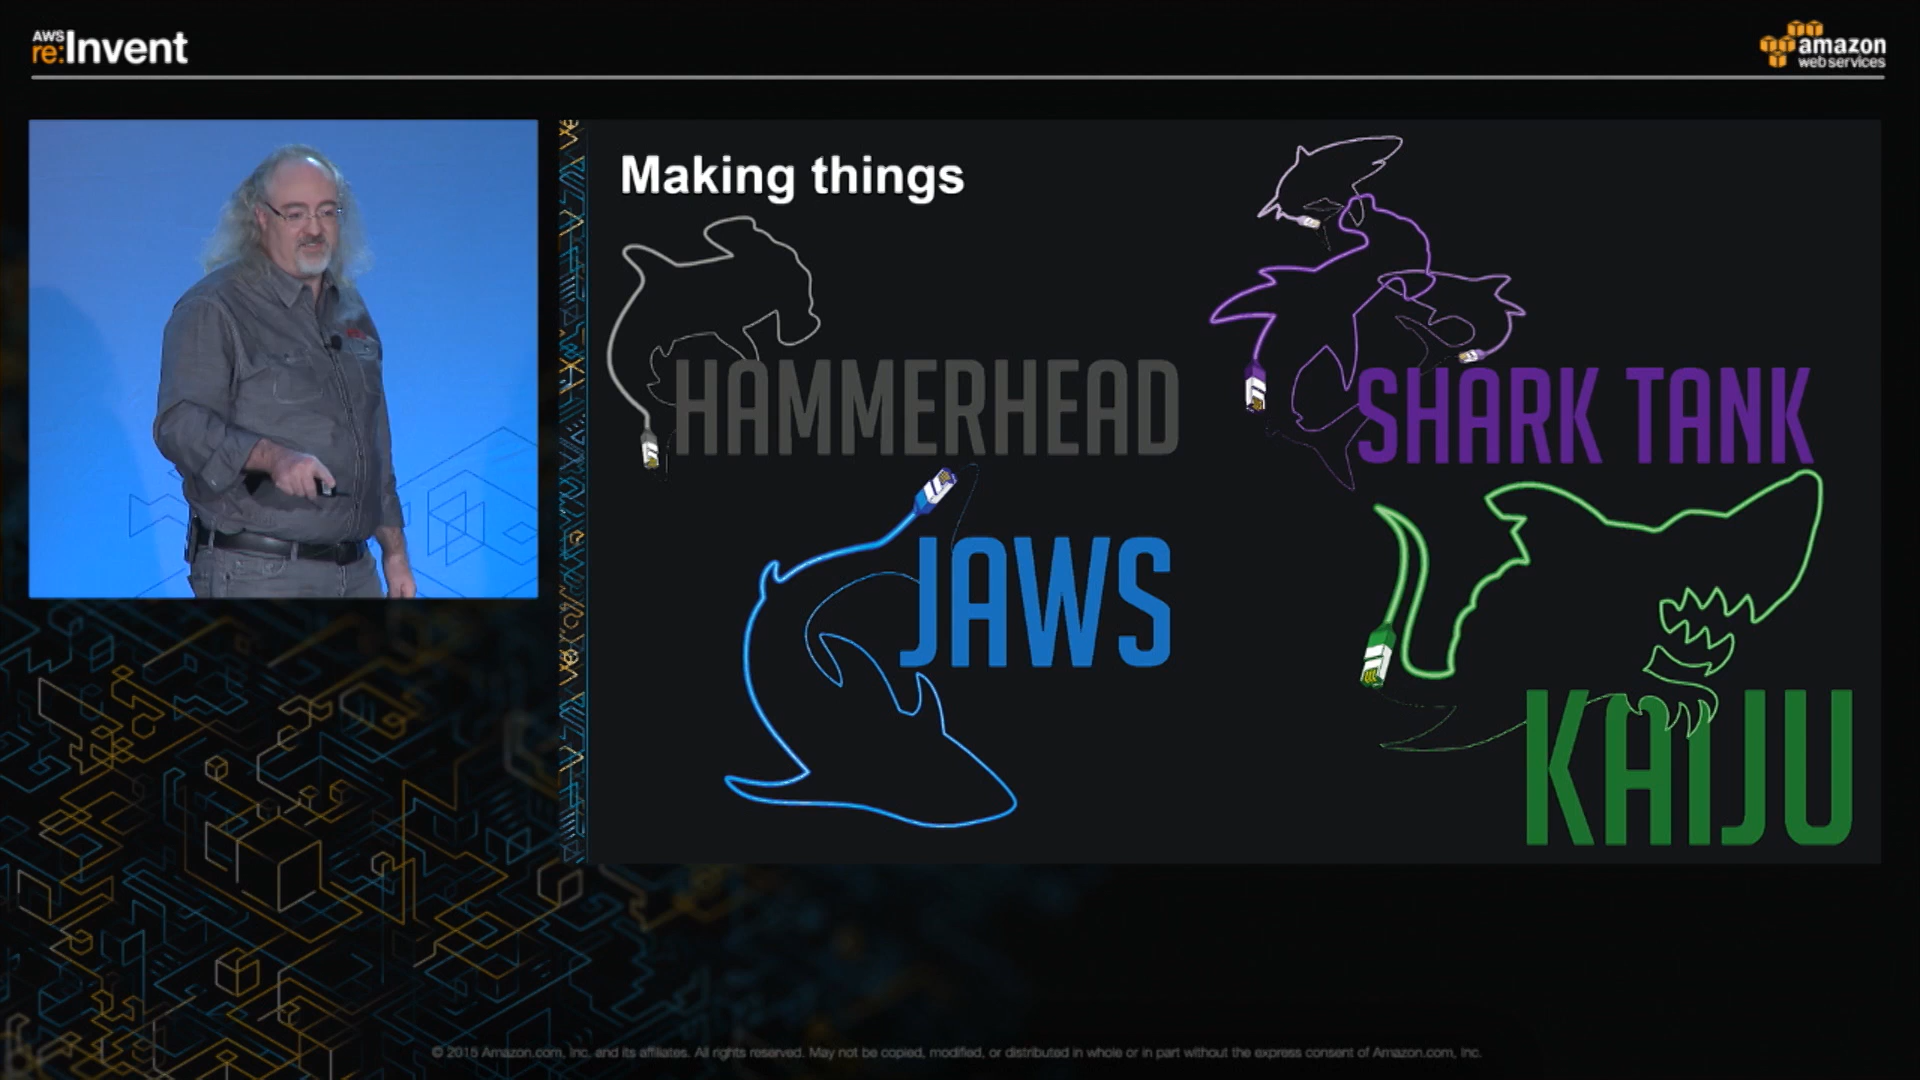 AWS
re:Invent
amazon
web services
Making things
HAMMERHEAD
SHARK TANK
JAWS
KAIJU
© 2015 Amazon.com, Inc. and its affiliates. All rights reserved. May not be copied, modified, or distributed in whole or in part without the express consent of Amazon.com, Inc.